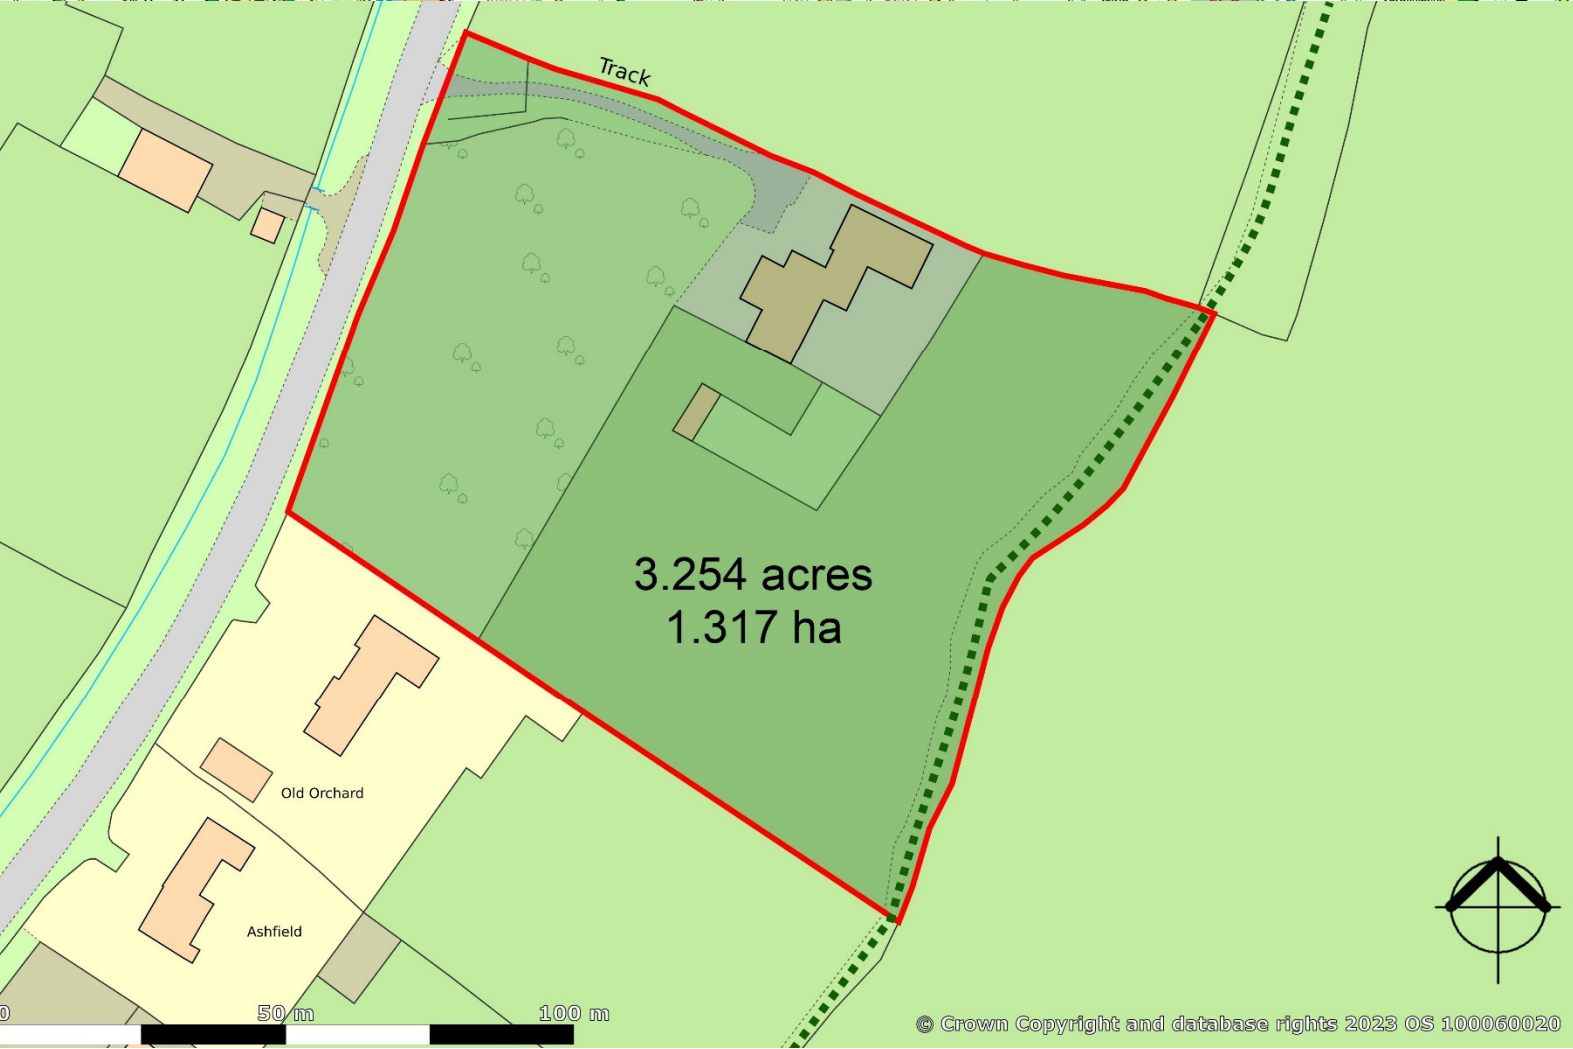 Track
3.254 acres
1.317 ha
Old Orchard
Ashfield
0 50 m 100 m
© Crown Copyright and database rights 2023 OS 100060020